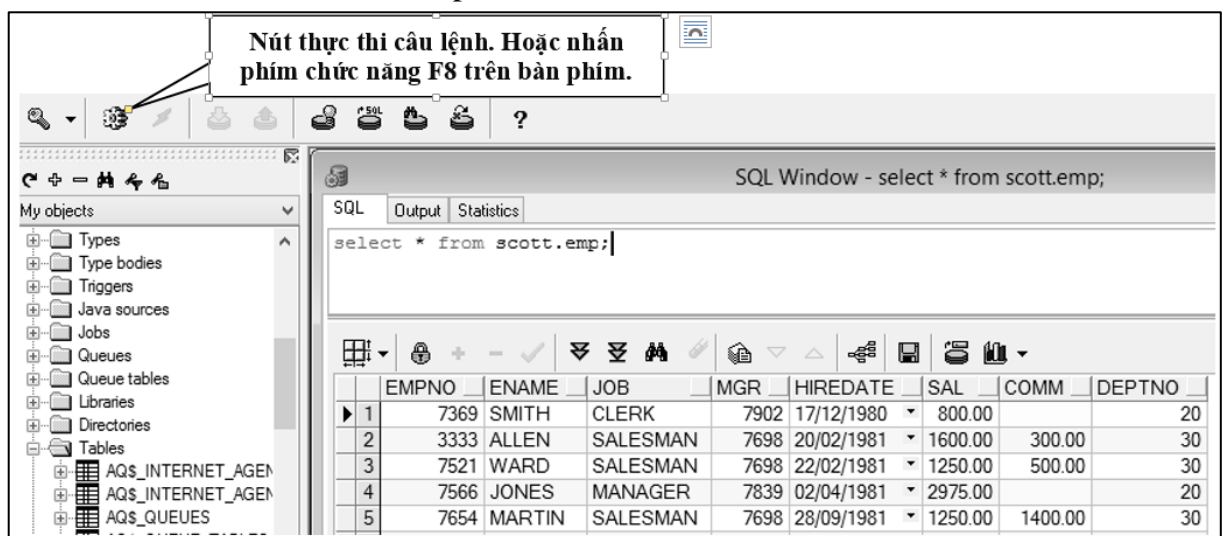 Nút thực thi câu lệnh. Hoặc nhấn
phím chức năng F8 trên bàn phím.
SQL
?
SQL Window - select * from scott.emp;
My objects
SQL Output Statistics
select * from scott.emp;
Types
Type bodies
Triggers
Java sources
Jobs
Queues
Queue tables
Libraries
Directories
Tables
AQ$_INTERNET_AGEN
AQ$_INTERNET_AGEN
AQ$_QUEUES
EMPNO ENAME JOB MGR HIREDATE SAL COMM DEPTNO
1 7369 SMITH CLERK 7902 17/12/1980 800.00 20
2 3333 ALLEN SALESMAN 7698 20/02/1981 1600.00 300.00 30
3 7521 WARD SALESMAN 7698 22/02/1981 1250.00 500.00 30
4 7566 JONES MANAGER 7839 02/04/1981 2975.00 20
5 7654 MARTIN SALESMAN 7698 28/09/1981 1250.00 1400.00 30